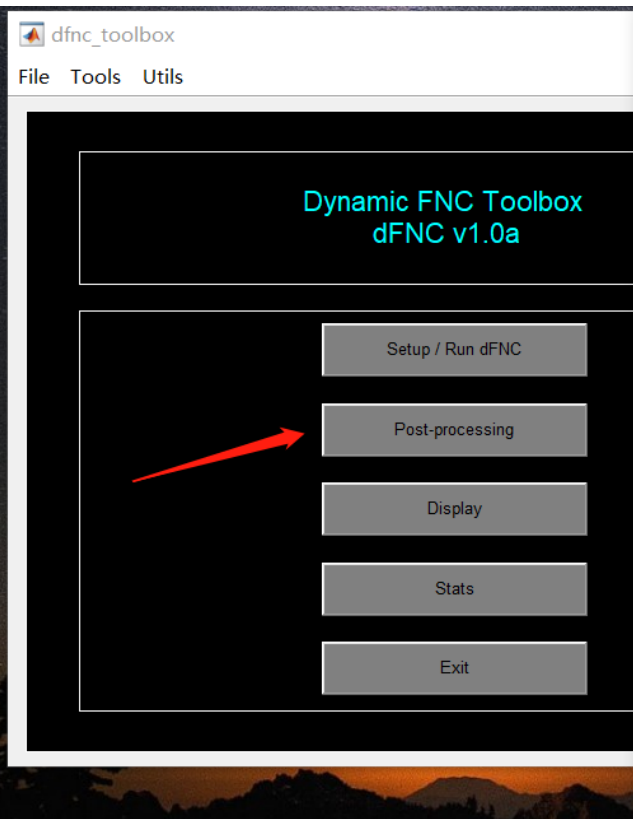 dfnc_toolbox
File Tools Utils
Dynamic FNC Toolbox
dFNC v1.0a
Setup / Run dFNC
Post-processing
Display
Stats
Exit